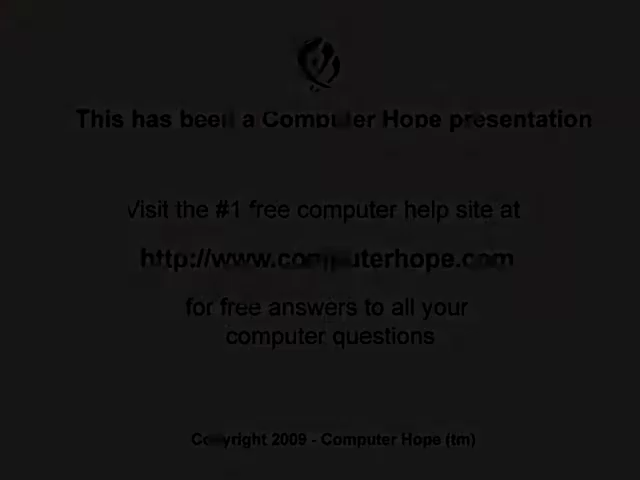 This has been a Computer Hope presentation
Visit the #1 free computer help site at
http://www.computerhope.com
for free answers to all your
computer questions
Copyright 2009 - Computer Hope (tm)